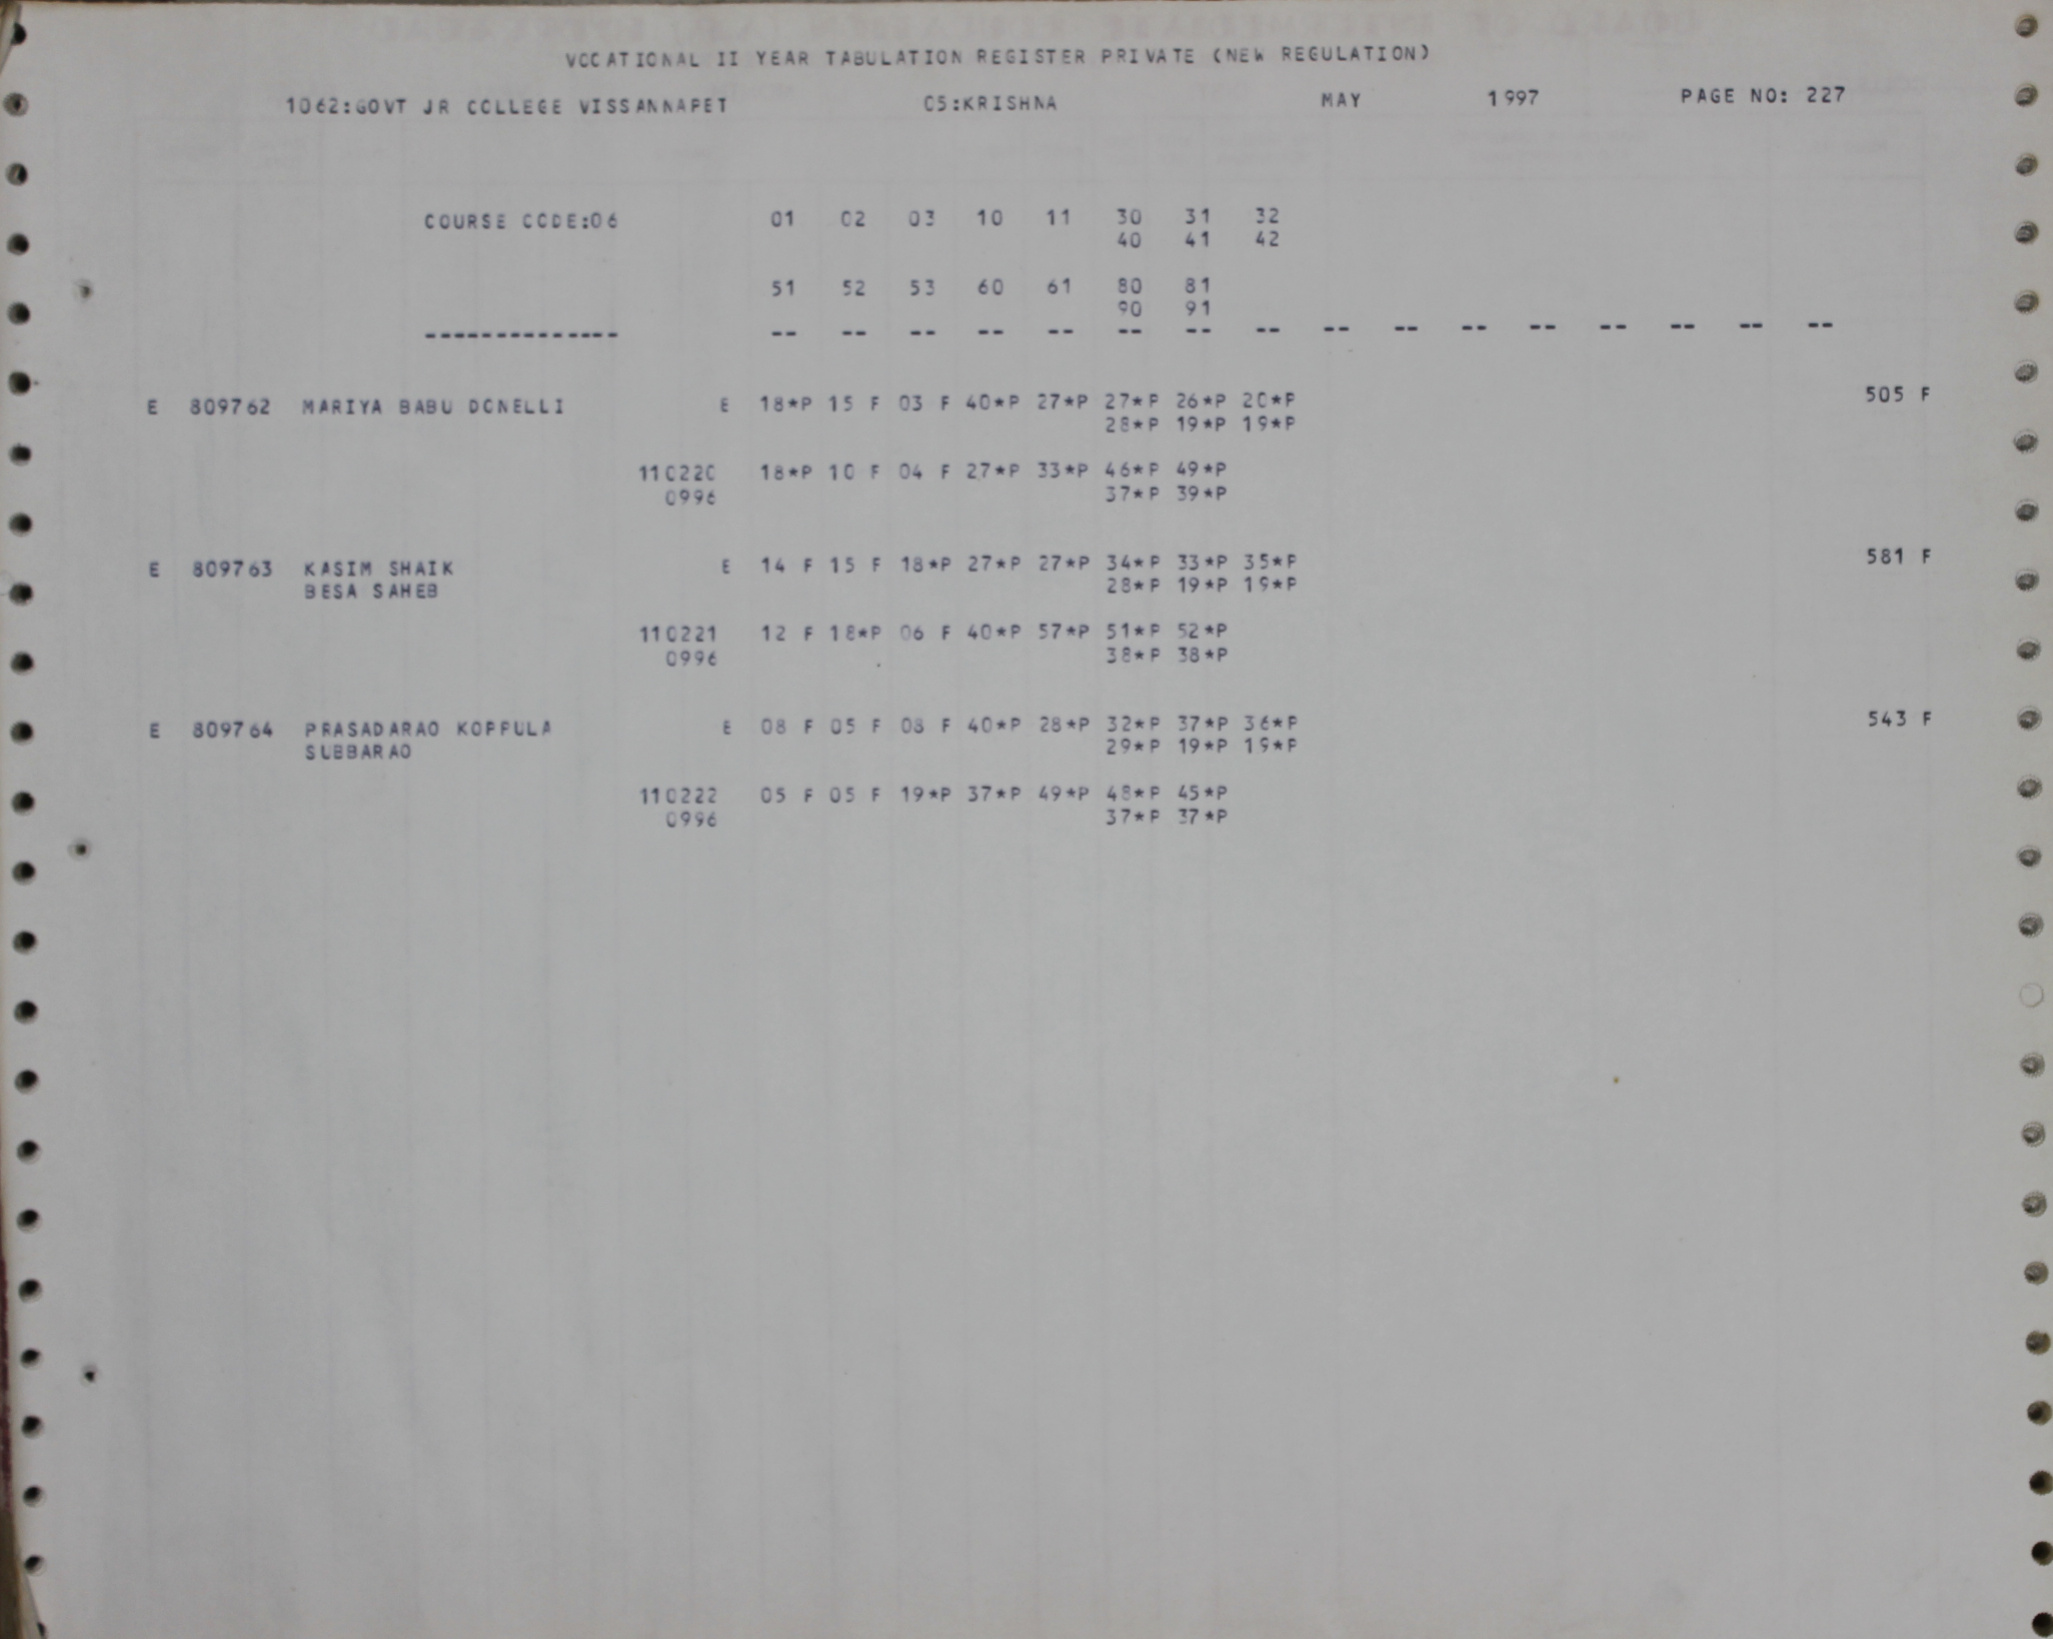 VOCATIONAL II YEAR TABULATION REGISTER PRIVATE (NEW REGULATION)
1062:GOVT JR COLLEGE VISSANNAPET 05:KRISHNA MAY 1997 PAGE NO: 227
COURSE CODE:06 01 02 03 10 11 30 31 32
40 41 42
51 52 53 60 61 80 81
90 91
-------------- -- -- -- -- -- -- -- -- -- -- -- -- -- -- -- --
E 809762 MARIYA BABU DONELLI E 18*P 15 F 03 F 40*P 27*P 27*P 26*P 20*P 505 F
28*P 19*P 19*P
110220 18*P 10 F 04 F 27*P 33*P 46*P 49*P
0996 37*P 39*P
E 809763 KASIM SHAIK E 14 F 15 F 18*P 27*P 27*P 34*P 33*P 35*P 581 F
BESA SAHEB 28*P 19*P 19*P
110221 12 F 18*P 06 F 40*P 57*P 51*P 52*P
0996 38*P 38*P
E 809764 PRASADARAO KOPPULA E 08 F 05 F 08 F 40*P 28*P 32*P 37*P 36*P 543 F
SUBBARAO 29*P 19*P 19*P
110222 05 F 05 F 19*P 37*P 49*P 48*P 45*P
0996 37*P 37*P